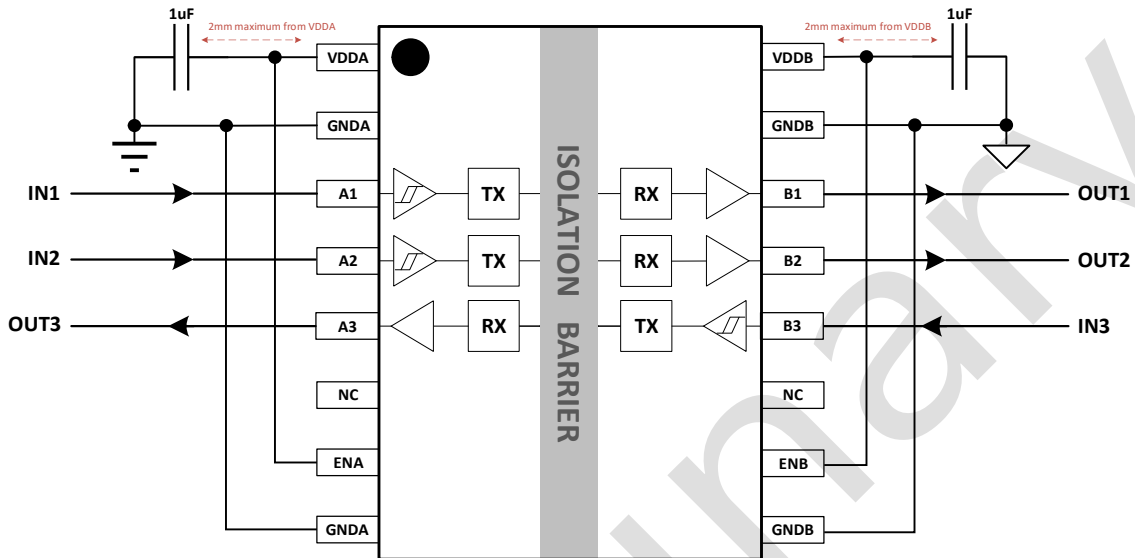 1uF
2mm maximum from VDDA
2mm maximum from VDDB
1uF
VDDA
VDDB
GNDA
GNDB
IN1
A1
TX
RX
B1
OUT1
IN2
A2
TX
RX
B2
OUT2
OUT3
A3
RX
TX
B3
IN3
ISOLATION BARRIER
NC
NC
ENA
ENB
GNDA
GNDB